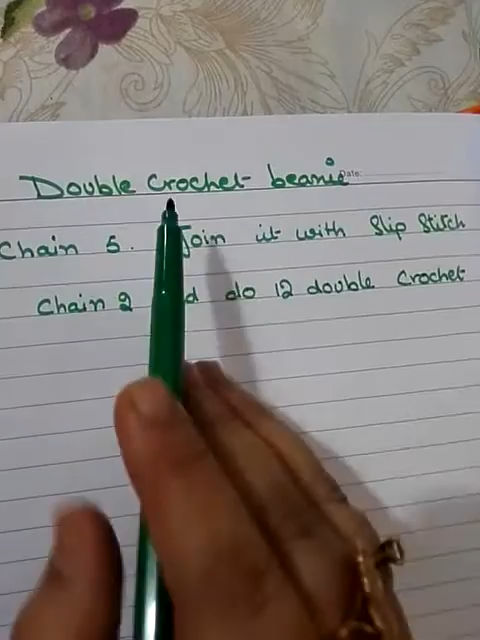 Double Crochet beanie Date:
Chain 5. Join it with Slip Stitch
Chain 2 d do 12 double Crochet